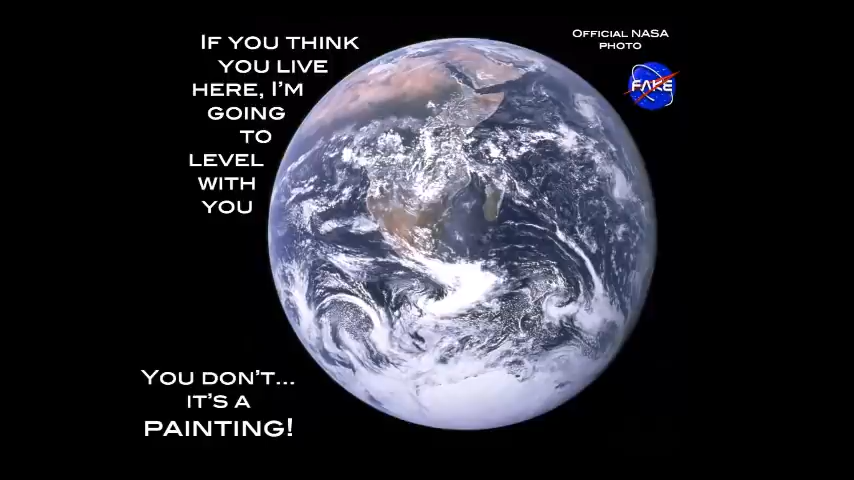 If you think
you live
here, I'm
going
to
level
with
you
Official NASA
photo
FAKE
You don't...
it's a
painting!